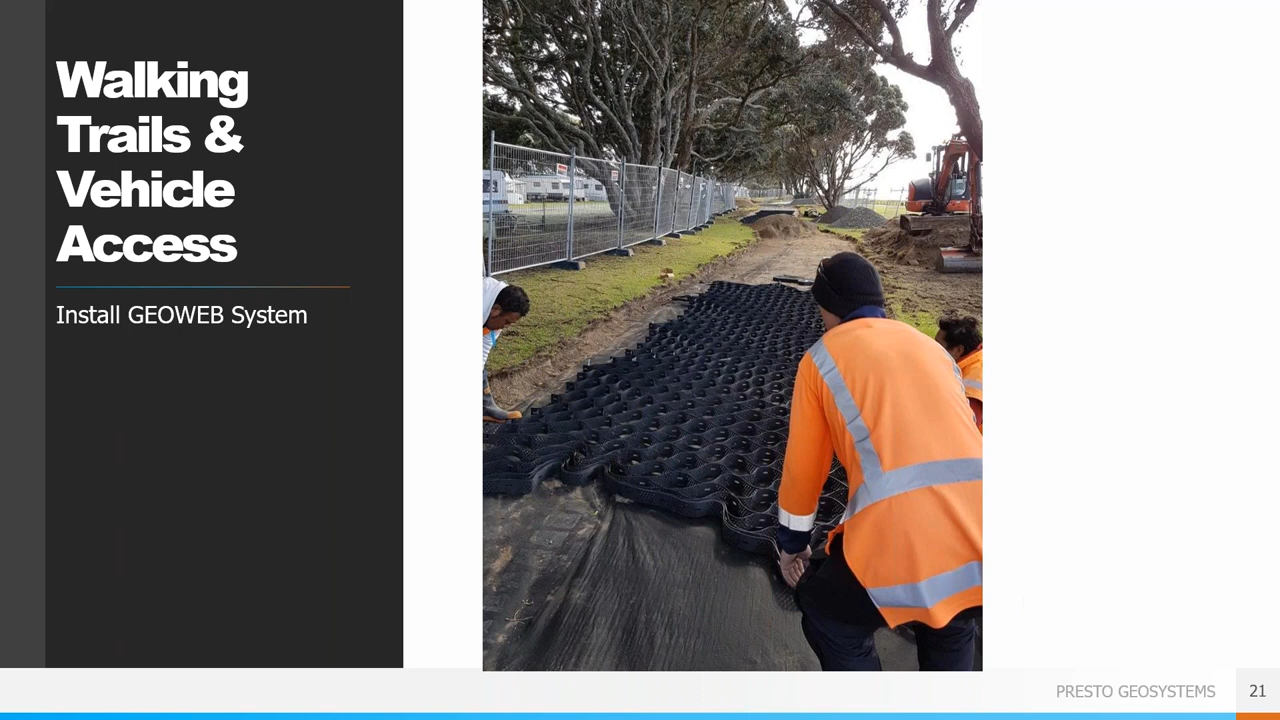 Walking
Trails &
Vehicle
Access
Install GEOWEB System
PRESTO GEOSYSTEMS
21